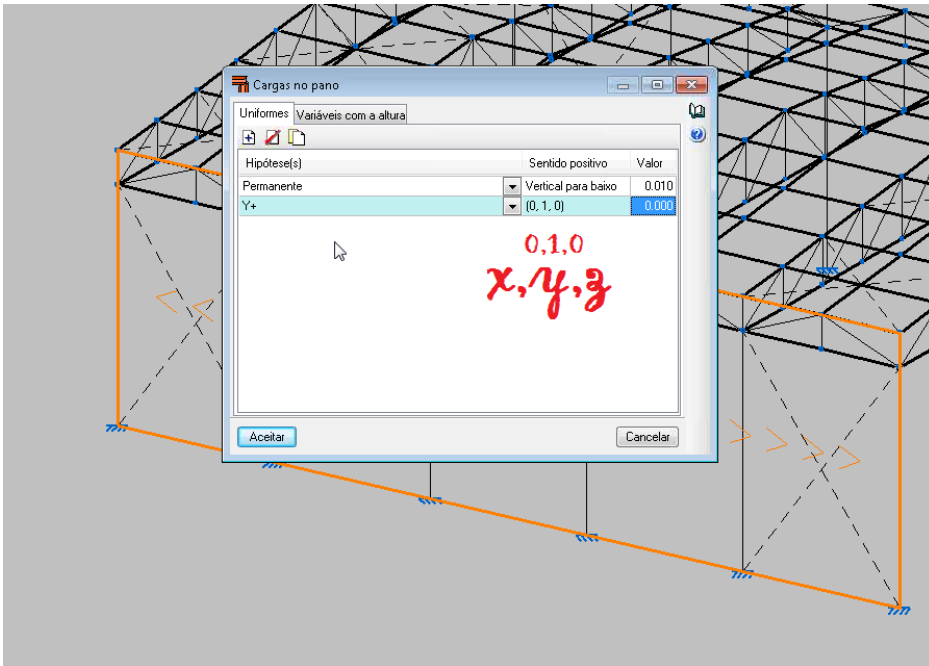 Cargas no pano
Uniformes Variáveis com a altura
Hipótese(s) Sentido positivo Valor
Permanente Vertical para baixo 0.010
Y+ (0, 1, 0) 0.000
0,1,0
x,y,z
Aceitar Cancelar